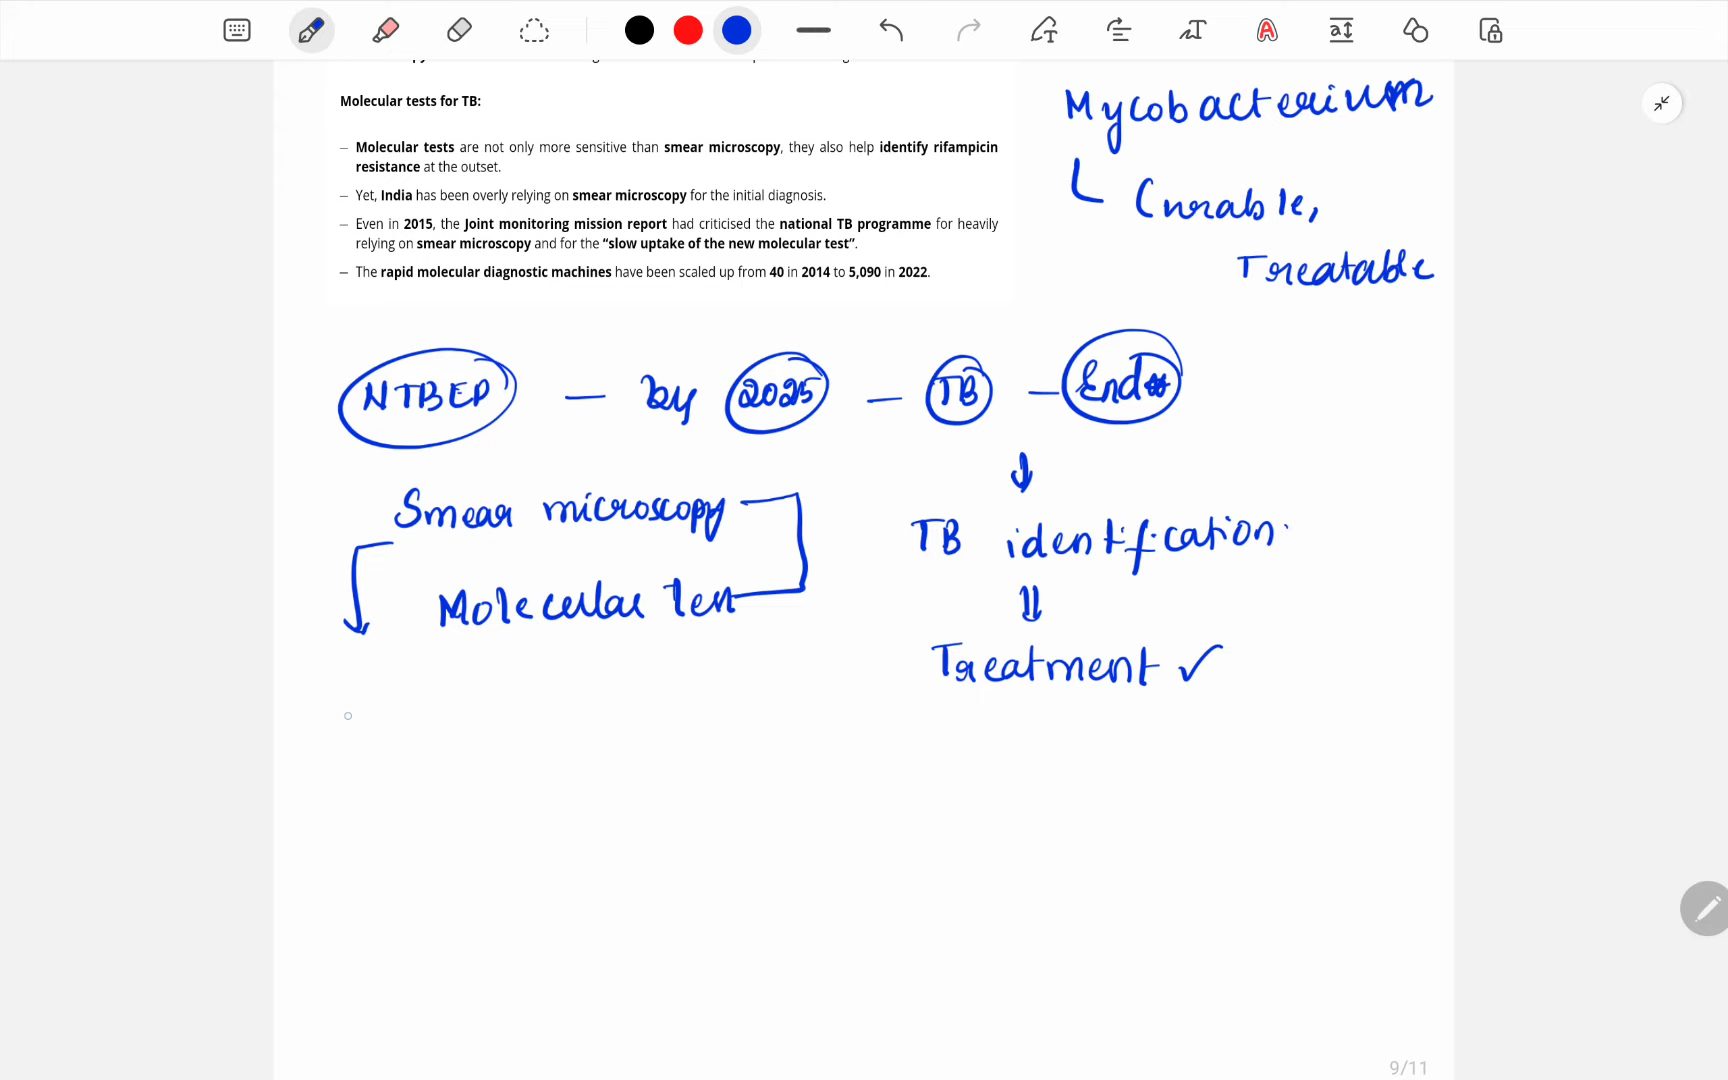 Molecular tests for TB:
– Molecular tests are not only more sensitive than smear microscopy, they also help identify rifampicin
resistance at the outset.
– Yet, India has been overly relying on smear microscopy for the initial diagnosis.
– Even in 2015, the Joint monitoring mission report had criticised the national TB programme for heavily
relying on smear microscopy and for the “slow uptake of the new molecular test”.
– The rapid molecular diagnostic machines have been scaled up from 40 in 2014 to 5,090 in 2022.
Mycobacterium
Curable,
Treatable
NTBEP – by 2025 – TB – End
Smear microscopy
Molecular
TB identification
Treatment ✓
9/11